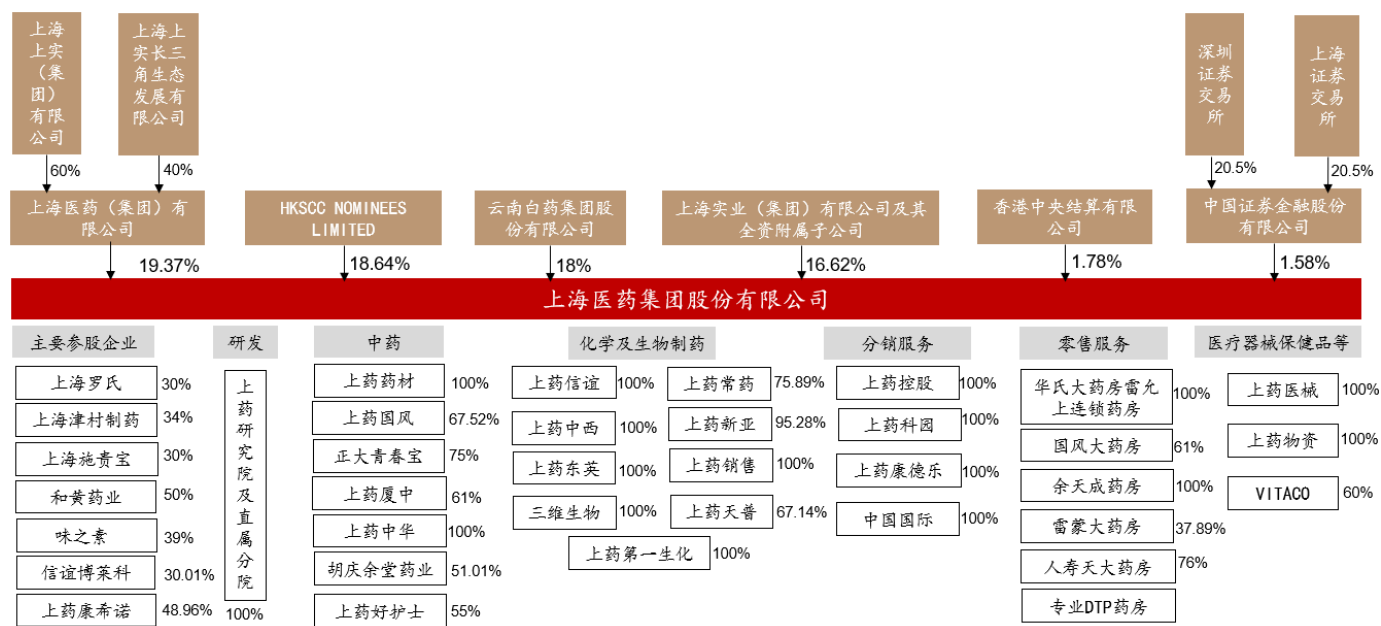 上海
上实
（集
团）
有限
公司
上海上
实长三
角生态
发展有
限公司
深圳
证券
交易
所
上海
证券
交易
所
60%
40%
20.5%
20.5%
上海医药（集团）有
限公司
HKSCC NOMINEES
LIMITED
云南白药集团股
份有限公司
上海实业（集团）有限公司及其
全资附属子公司
香港中央结算有限
公司
中国证券金融股份
有限公司
19.37%
18.64%
18%
16.62%
1.78%
1.58%
上海医药集团股份有限公司
主要参股企业
上海罗氏 30%
上海津村制药 34%
上海施贵宝 30%
和黄药业 50%
味之素 39%
信谊博莱科 30.01%
上药康希诺 48.96%
研发
上药研究院及直属分院
100%
中药
上药药材 100%
上药国风 67.52%
正大青春宝 75%
上药厦中 61%
上药中华 100%
胡庆余堂药业 51.01%
上药好护士 55%
化学及生物制药
上药信谊 100%
上药常药 75.89%
上药中西 100%
上药新亚 95.28%
上药东英 100%
上药销售 100%
三维生物 100%
上药天普 67.14%
上药第一生化 100%
分销服务
上药控股 100%
上药科园 100%
上药康德乐 100%
中国国际 100%
零售服务
华氏大药房雷允
上连锁药房 100%
国风大药房 61%
余天成药房 100%
雷蒙大药房 37.89%
人寿天大药房 76%
专业DTP药房
医疗器械保健品等
上药医械 100%
上药物资 100%
VITACO 60%